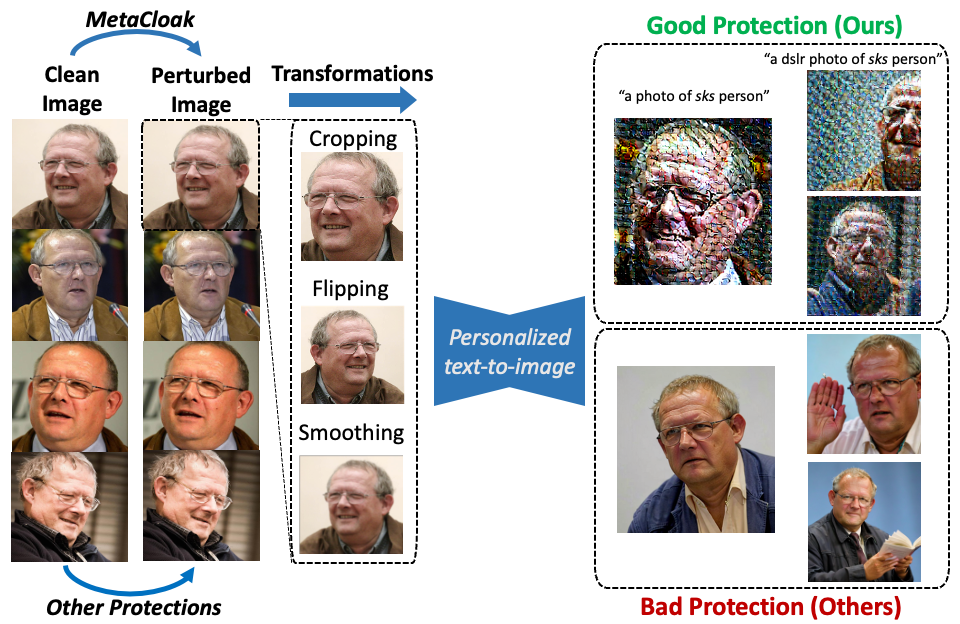 MetaCloak
Clean
Image
Perturbed
Image
Transformations
Cropping
Flipping
Smoothing
Other Protections
Personalized
text-to-image
Good Protection (Ours)
“a photo of sks person”
“a dslr photo of sks person”
Bad Protection (Others)